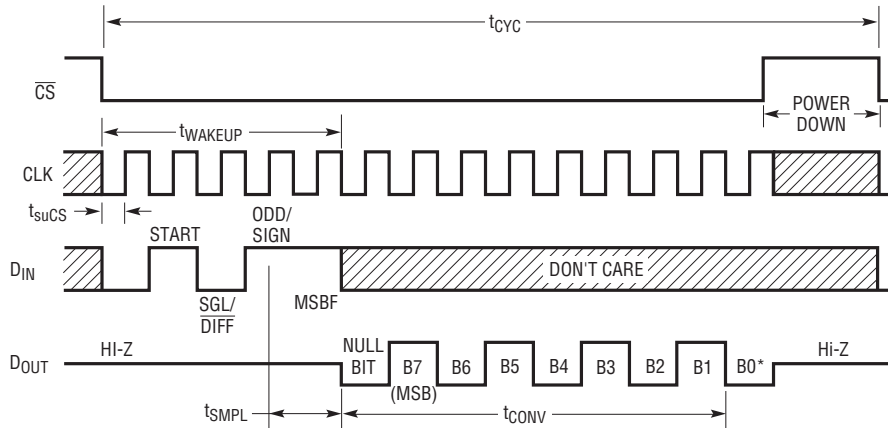 tCYC
CS
POWER
DOWN
tWAKEUP
CLK
tsuCS
START
ODD/
SIGN
DIN
DON'T CARE
SGL/
DIFF
MSBF
HI-Z
NULL
BIT
B7
(MSB)
B6
B5
B4
B3
B2
B1
B0*
Hi-Z
DOUT
tSMPL
tCONV